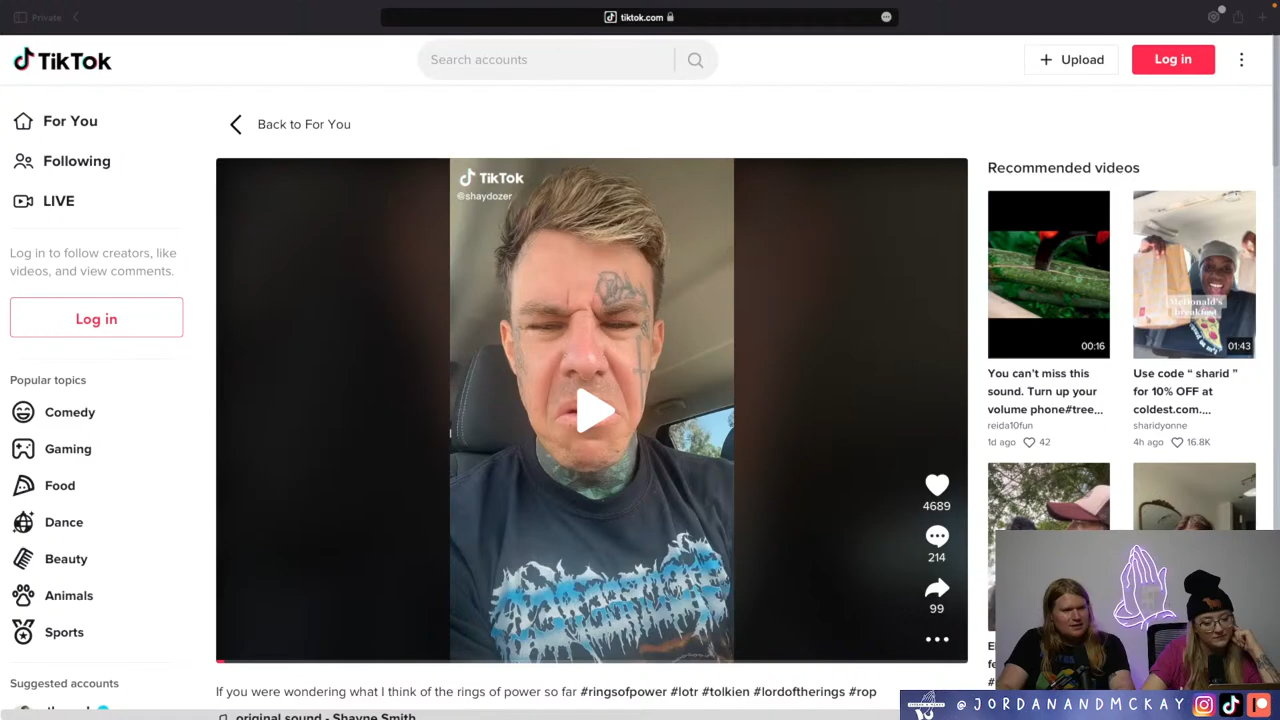 Private
tiktok.com
TikTok
Search accounts
Upload
Log in
For You
Following
LIVE
Log in to follow creators, like
videos, and view comments.
Log in
Popular topics
Comedy
Gaming
Food
Dance
Beauty
Animals
Sports
Suggested accounts
Back to For You
TikTok
@shaydozer
4689
214
99
If you were wondering what I think of the rings of power so far #ringsofpower #lotr #tolkien #lordoftherings #rop
original sound - Shayne Smith
Recommended videos
00:16
You can't miss this
sound. Turn up your
volume phone#tree...
reida10fun
1d ago 42
McDonald's
breakfast
01:43
Use code " sharid "
for 10% OFF at
coldest.com....
sharidyonne
4h ago 16.8K
@JORDANANDMCKAY